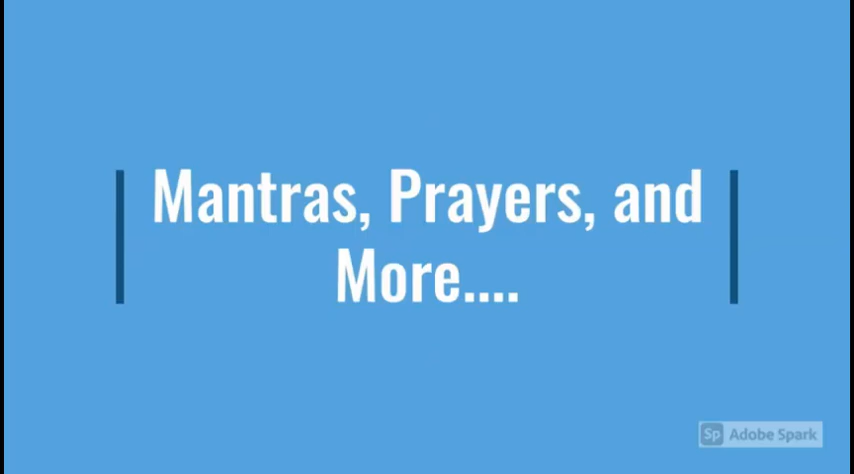 Mantras, Prayers, and
More....
Sp Adobe Spark